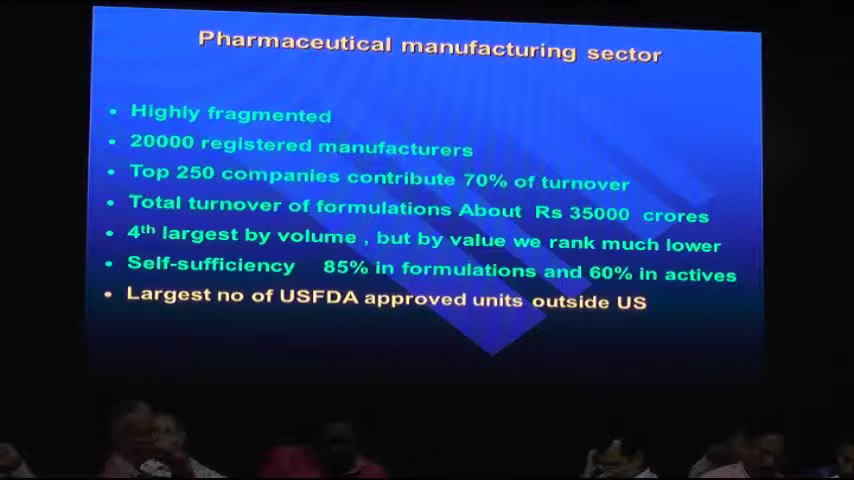 Pharmaceutical manufacturing sector
• Highly fragmented
• 20000 registered manufacturers
• Top 250 companies contribute 70% of turnover
• Total turnover of formulations About Rs 35000 crores
• 4th largest by volume , but by value we rank much lower
• Self-sufficiency 85% in formulations and 60% in actives
• Largest no of USFDA approved units outside US